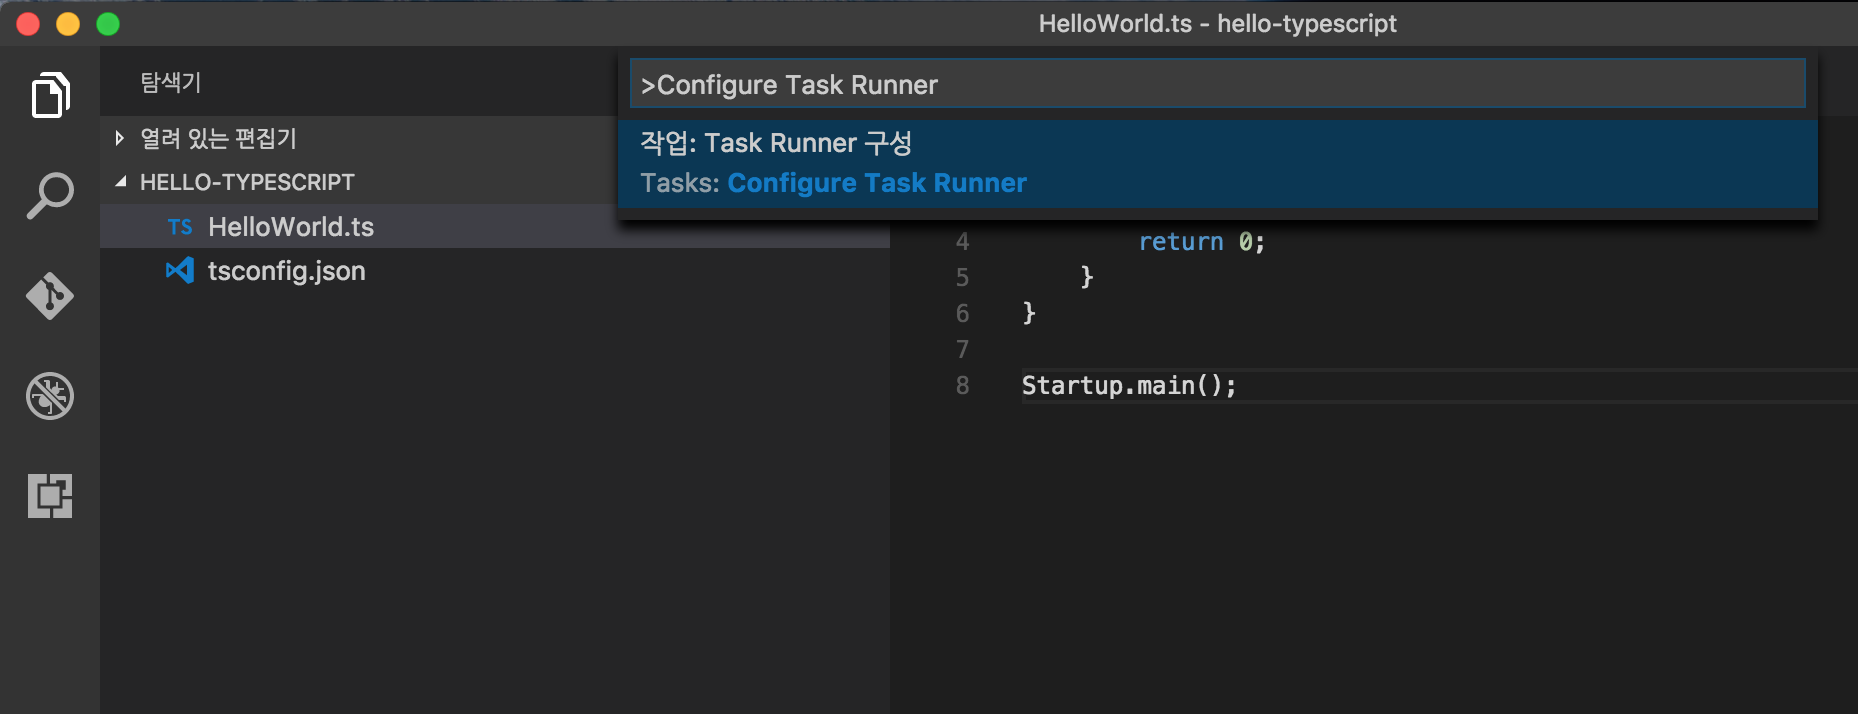 HelloWorld.ts - hello-typescript
탐색기
열려 있는 편집기
HELLO-TYPESCRIPT
TS HelloWorld.ts
tsconfig.json
>Configure Task Runner
작업: Task Runner 구성
Tasks: Configure Task Runner
4 return 0;
5 }
6 }
7
8 Startup.main();